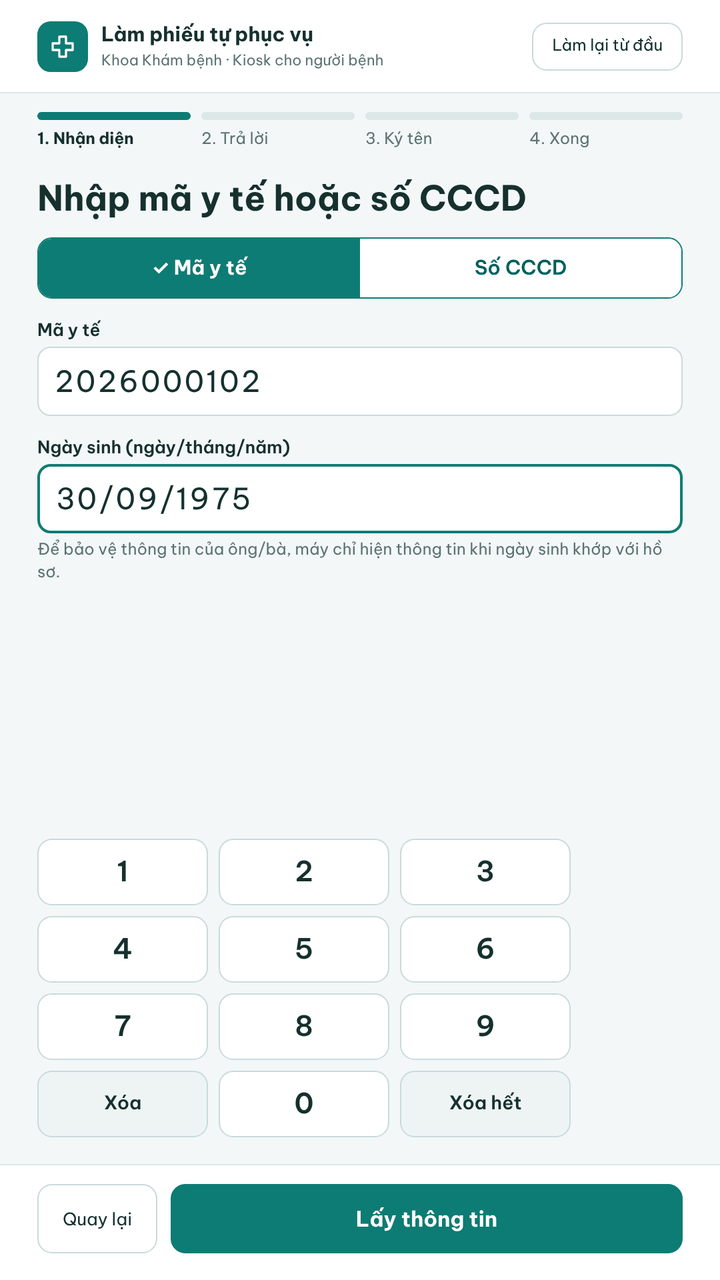 Làm phiếu tự phục vụ
Khoa Khám bệnh · Kiosk cho người bệnh
Làm lại từ đầu
1. Nhận diện
2. Trả lời
3. Ký tên
4. Xong
Nhập mã y tế hoặc số CCCD
✓ Mã y tế
Số CCCD
Mã y tế
2026000102
Ngày sinh (ngày/tháng/năm)
30/09/1975
Để bảo vệ thông tin của ông/bà, máy chỉ hiện thông tin khi ngày sinh khớp với hồ
sơ.
1
2
3
4
5
6
7
8
9
Xóa
0
Xóa hết
Quay lại
Lấy thông tin